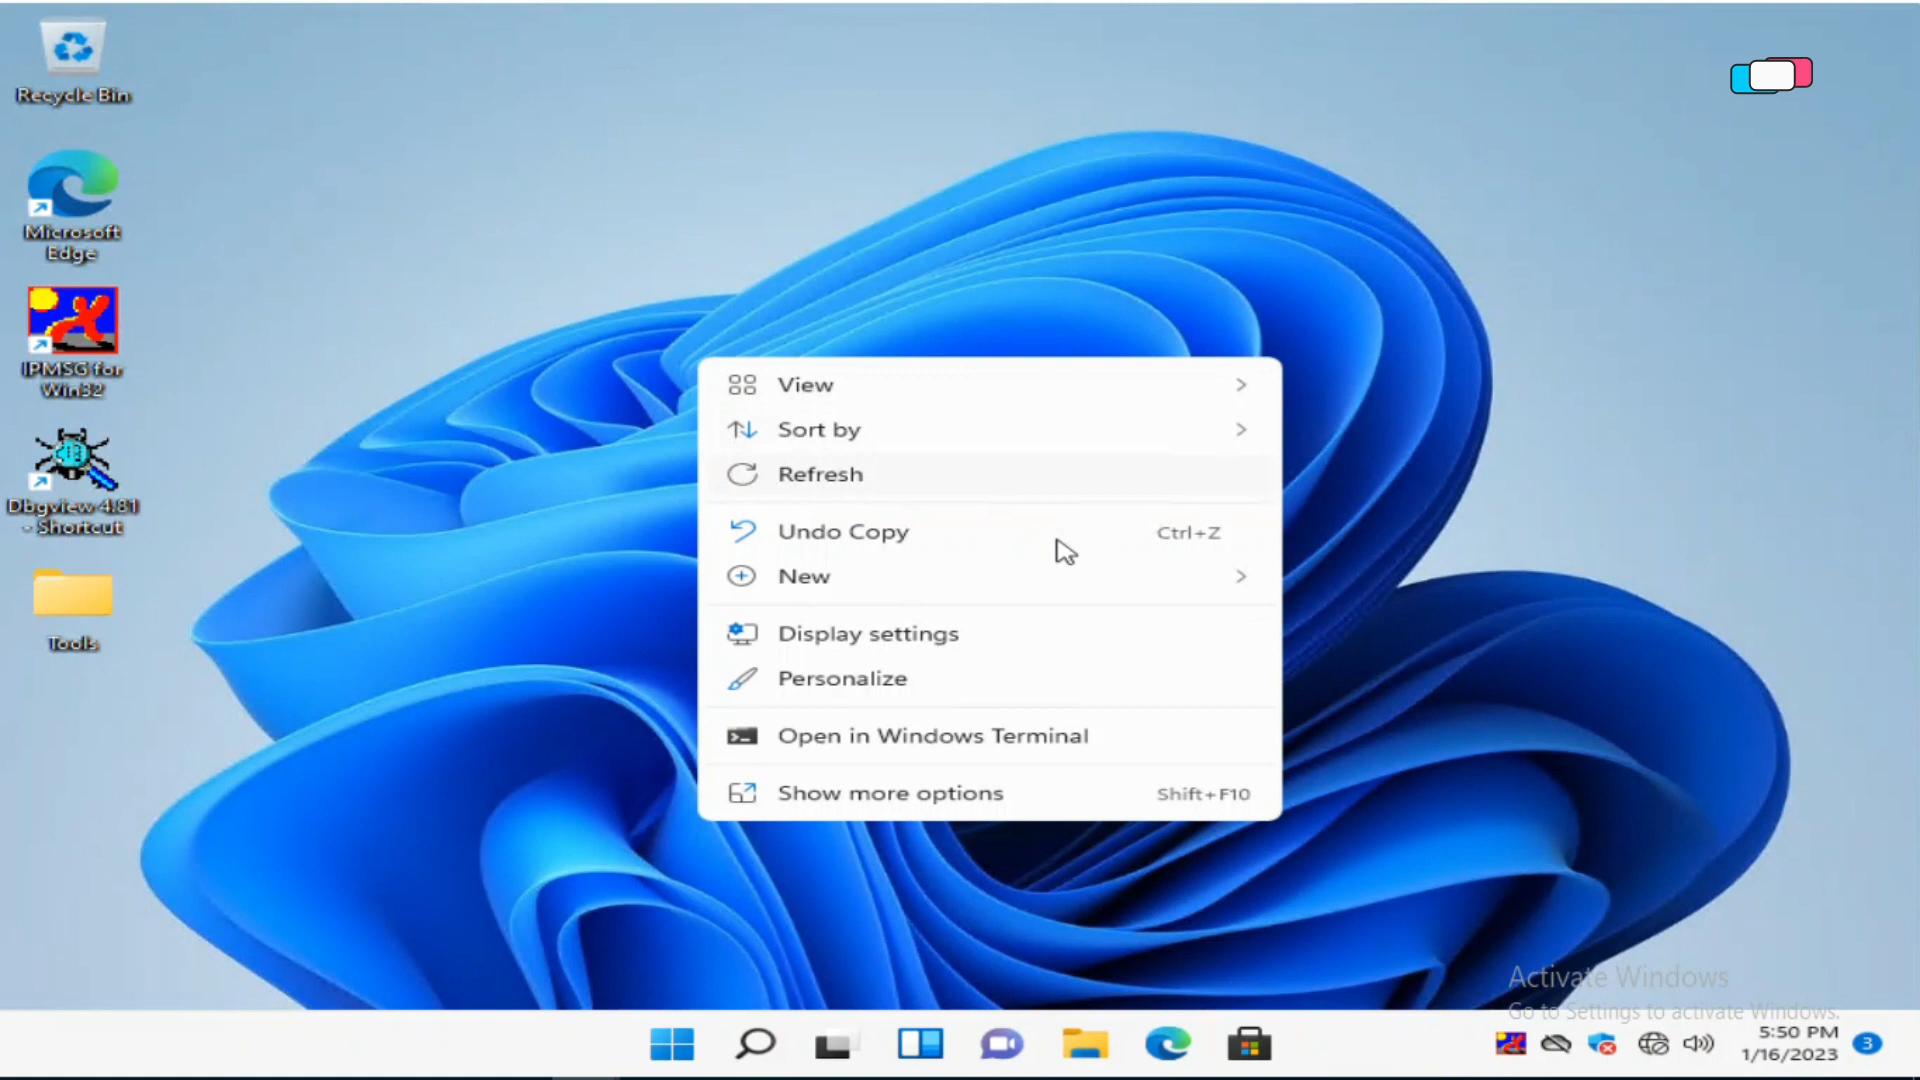 Recycle Bin
Microsoft
Edge
IPMSG for
Win32
Dbgview 4.81
- Shortcut
Tools
View
Sort by
Refresh
Undo Copy Ctrl+Z
New
Display settings
Personalize
Open in Windows Terminal
Show more options Shift+F10
Activate Windows
Go to Settings to activate Windows.
5:50 PM
1/16/2023
3